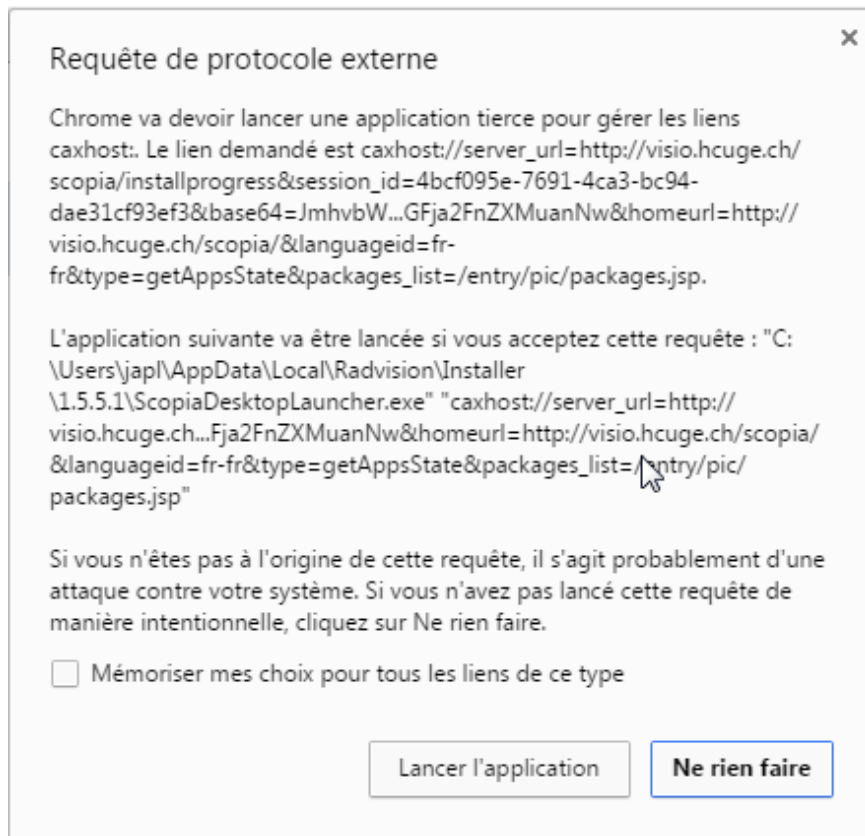 Requête de protocole externe
Chrome va devoir lancer une application tierce pour gérer les liens
caxhost:. Le lien demandé est caxhost://server_url=http://visio.hcuge.ch/
scopia/installprogress&session_id=4bcf095e-7691-4ca3-bc94-
dae31cf93ef3&base64=JmhvbW...GFja2FnZXMuanNw&homeurl=http://
visio.hcuge.ch/scopia/&languageid=fr-
fr&type=getAppsState&packages_list=/entry/pic/packages.jsp.
L'application suivante va être lancée si vous acceptez cette requête : "C:
\Users\japl\AppData\Local\Radvision\Installer
\1.5.5.1\ScopiaDesktopLauncher.exe" "caxhost://server_url=http://
visio.hcuge.ch...Fja2FnZXMuanNw&homeurl=http://visio.hcuge.ch/scopia/
&languageid=fr-fr&type=getAppsState&packages_list=/entry/pic/
packages.jsp"
Si vous n'êtes pas à l'origine de cette requête, il s'agit probablement d'une
attaque contre votre système. Si vous n'avez pas lancé cette requête de
manière intentionnelle, cliquez sur Ne rien faire.
Mémoriser mes choix pour tous les liens de ce type
Lancer l'application
Ne rien faire